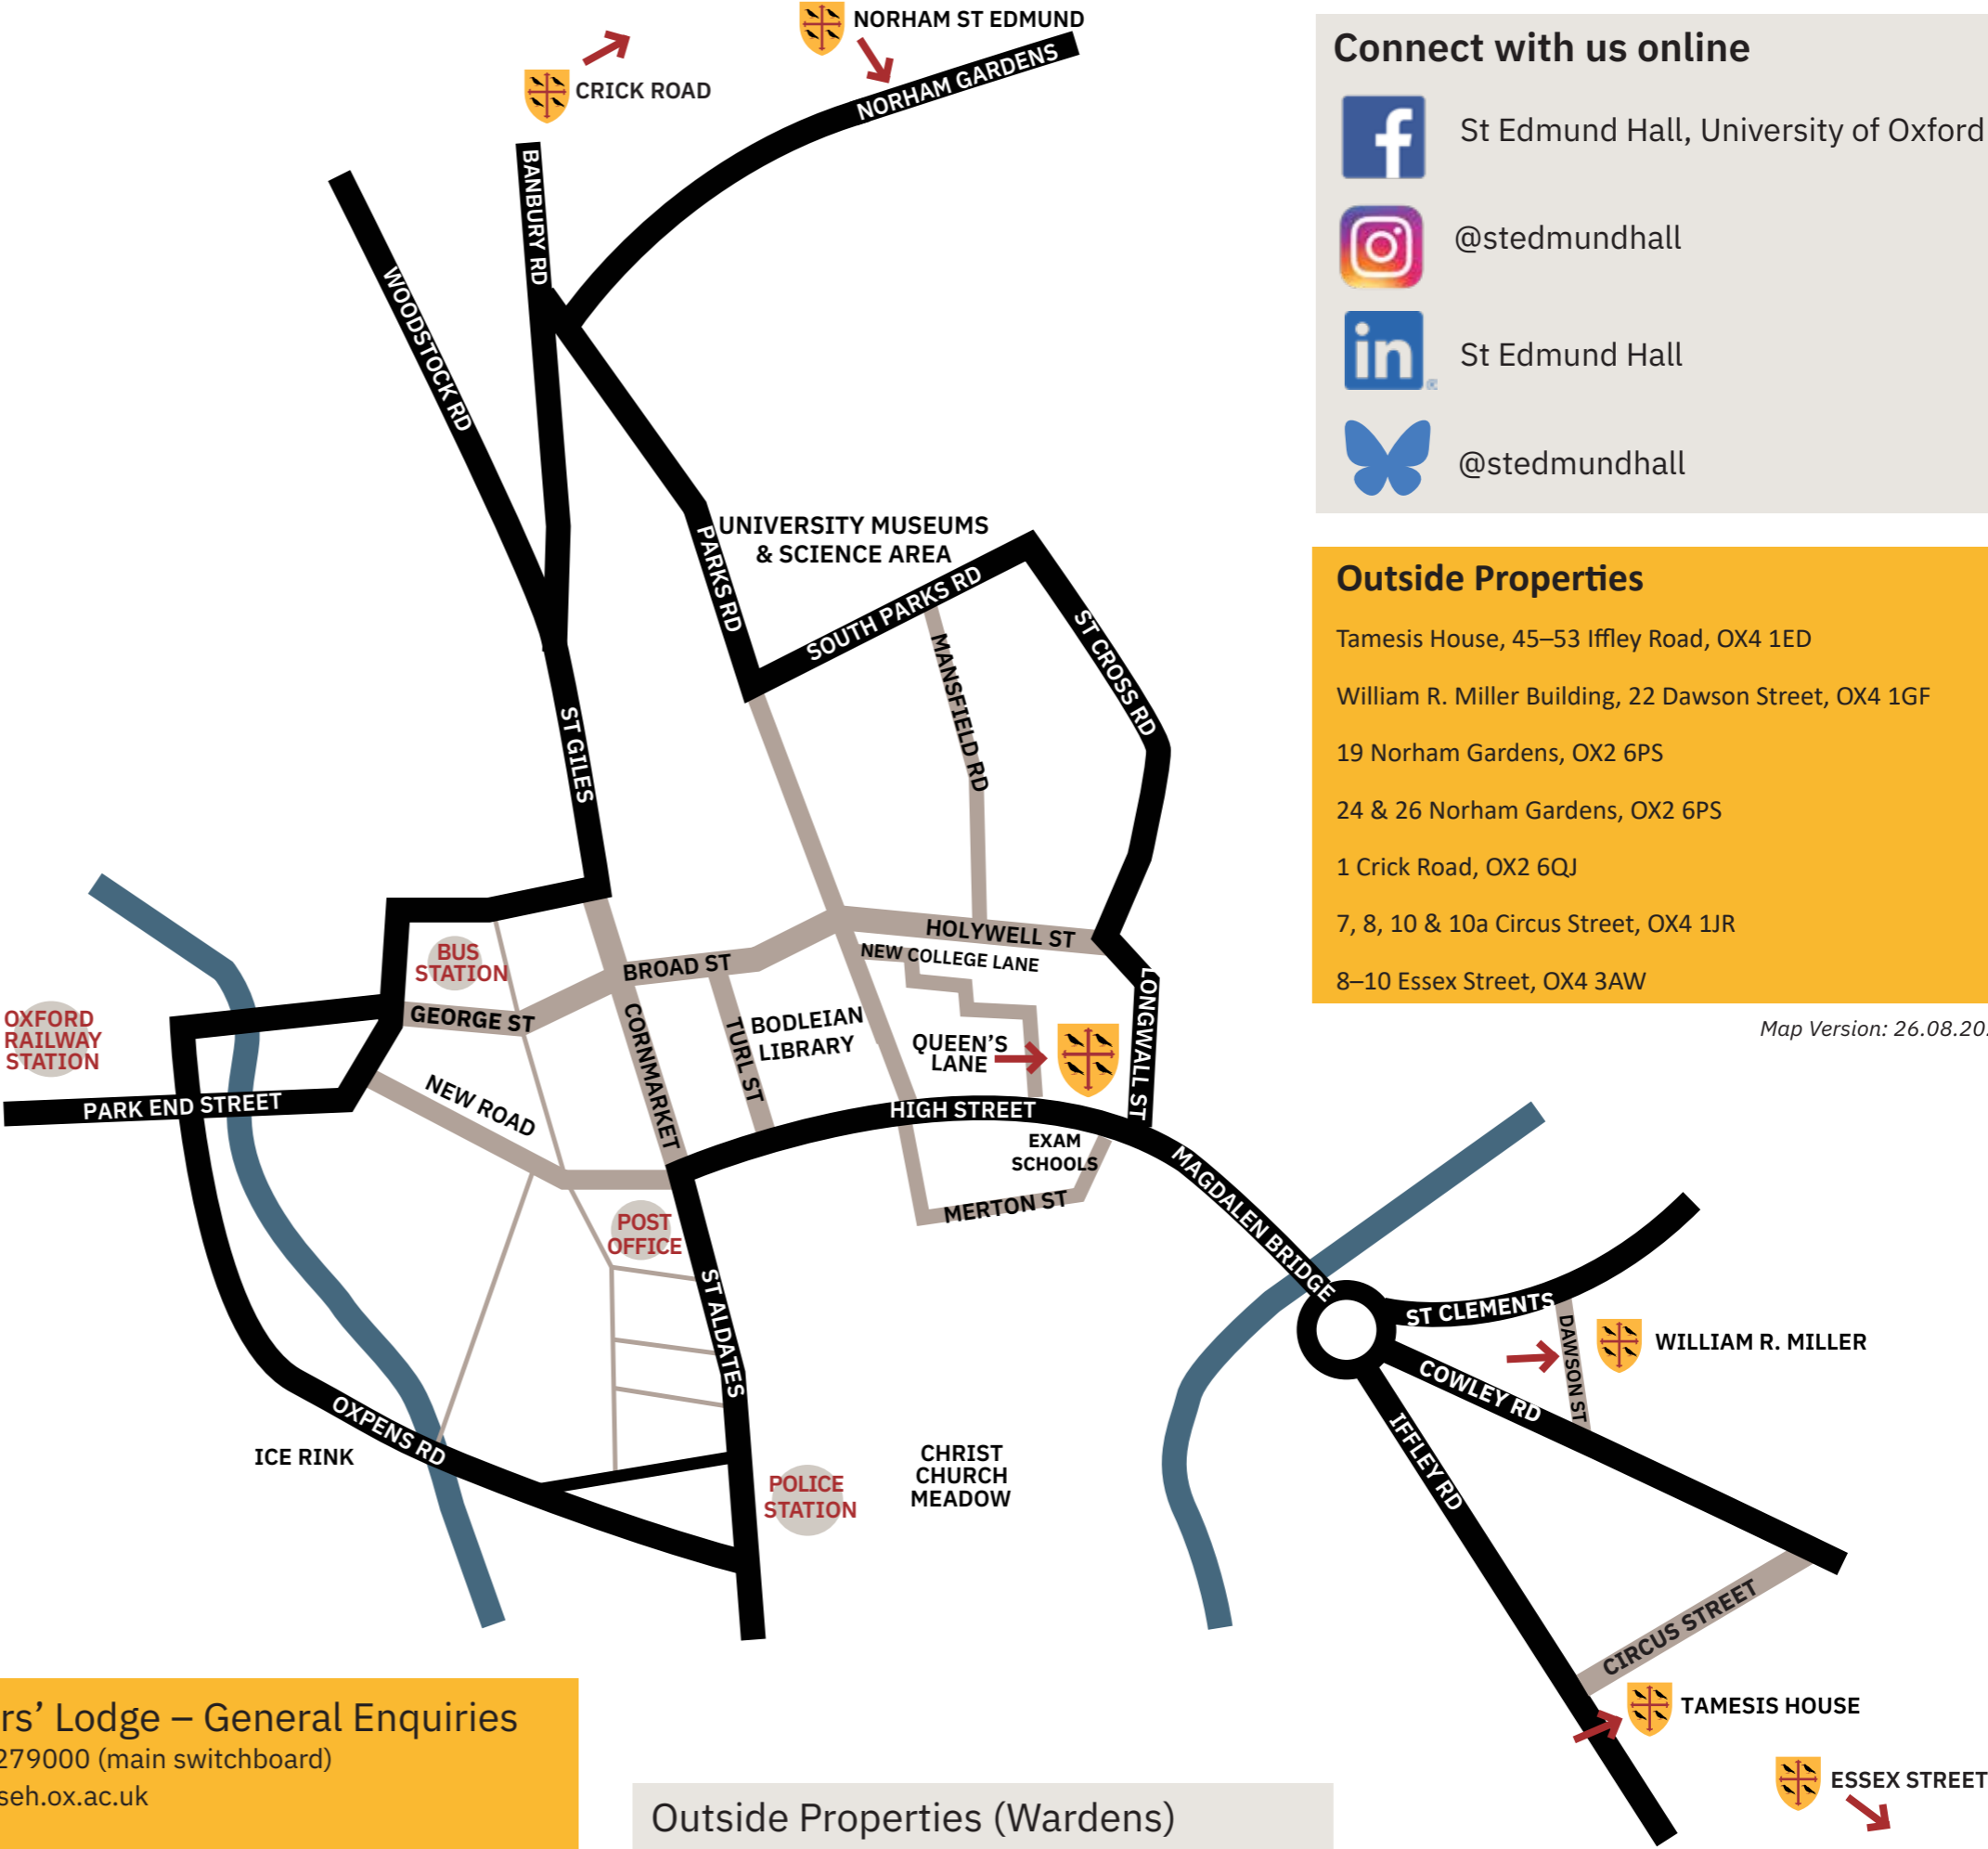 NORHAM ST EDMUND
CRICK ROAD
NORHAM GARDENS
BANBURY RD
WOODSTOCK RD
UNIVERSITY MUSEUMS
& SCIENCE AREA
PARKS RD
SOUTH PARKS RD
ST CROSS RD
MANSFIELD RD
ST GILES
HOLYWELL ST
NEW COLLEGE LANE
BUS
STATION
BROAD ST
GEORGE ST
OXFORD
RAILWAY
STATION
CORNMARKET
TURL ST
BODLEIAN
LIBRARY
QUEEN'S
LANE
LONGWALL ST
PARK END STREET
NEW ROAD
HIGH STREET
EXAM
SCHOOLS
MERTON ST
MAGDALEN BRIDGE
POST
OFFICE
ST ALDATES
ST CLEMENTS
DAWSON ST
WILLIAM R. MILLER
COWLEY RD
IFFLEY RD
OXPENS RD
ICE RINK
POLICE
STATION
CHRIST
CHURCH
MEADOW
CIRCUS STREET
TAMESIS HOUSE
ESSEX STREET
Connect with us online
f
St Edmund Hall, University of Oxford
@stedmundhall
in
St Edmund Hall
@stedmundhall
Outside Properties
Tamesis House, 45–53 Iffley Road, OX4 1ED
William R. Miller Building, 22 Dawson Street, OX4 1GF
19 Norham Gardens, OX2 6PS
24 & 26 Norham Gardens, OX2 6PS
1 Crick Road, OX2 6QJ
7, 8, 10 & 10a Circus Street, OX4 1JR
8–10 Essex Street, OX4 3AW
Map Version: 26.08.20
rs’ Lodge – General Enquiries
279000 (main switchboard)
seh.ox.ac.uk
Outside Properties (Wardens)